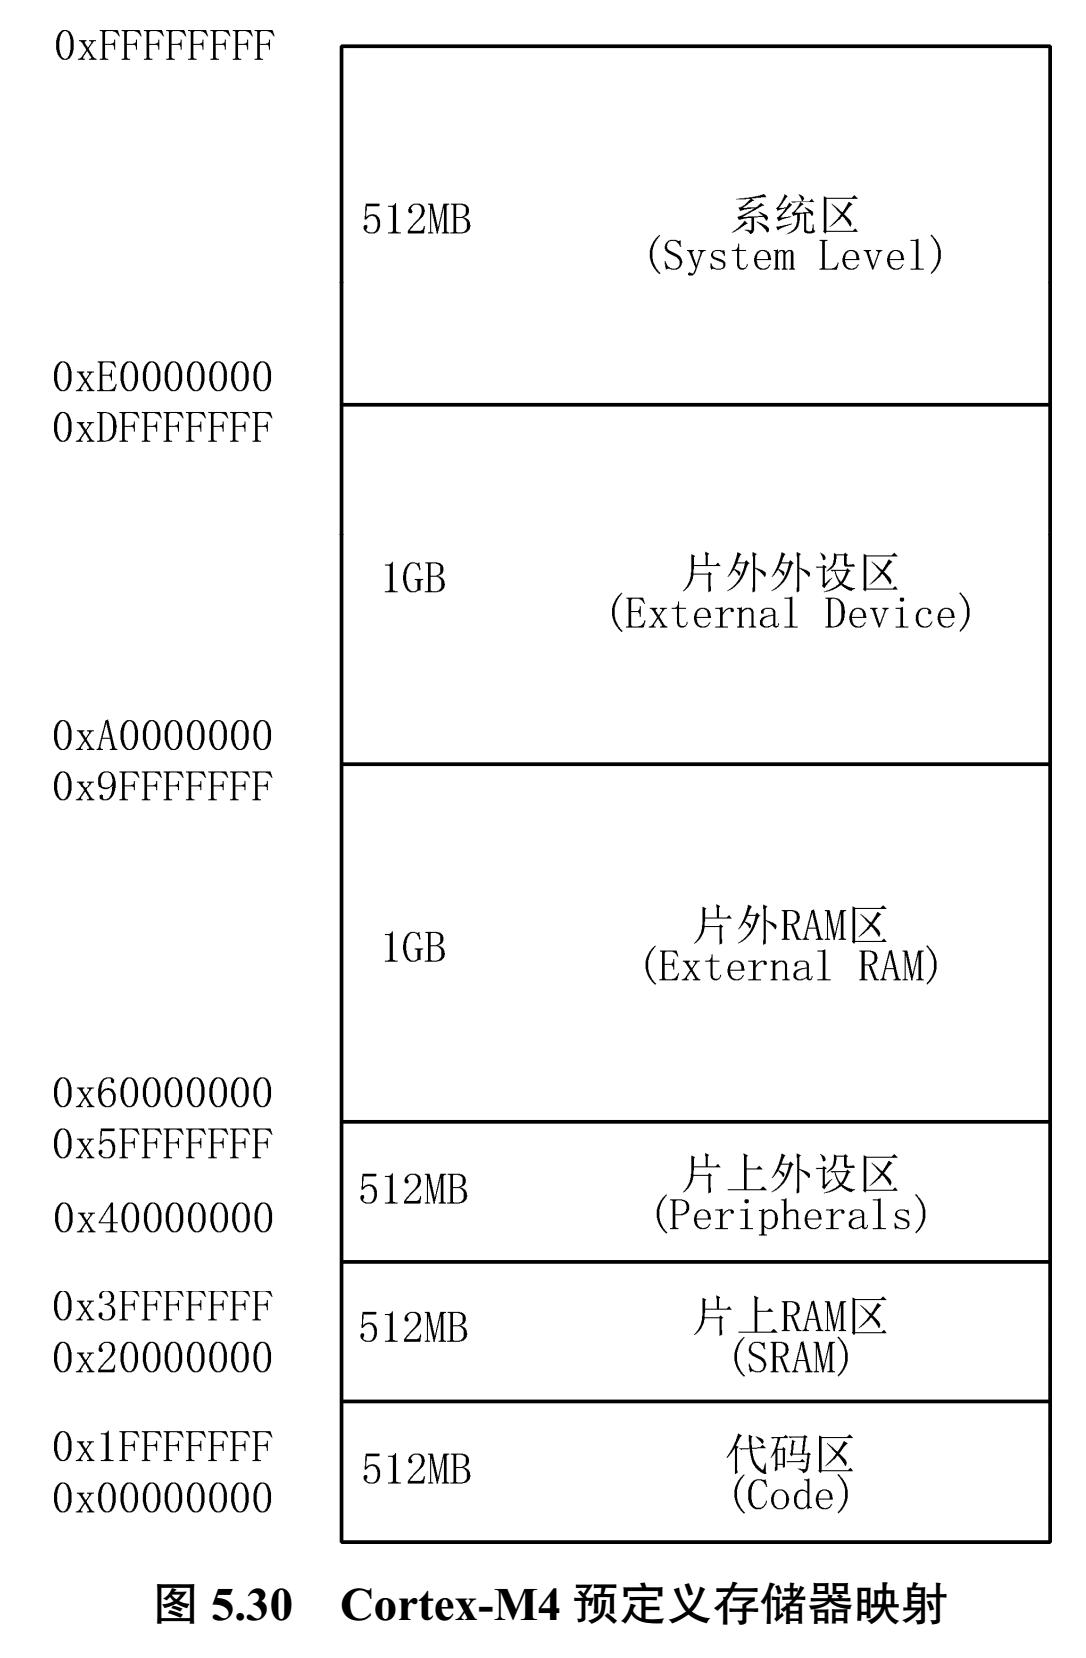 0xFFFFFFFF
512MB
系统区
(System Level)
0xE0000000
0xDFFFFFFF
1GB
片外外设区
(External Device)
0xA0000000
0x9FFFFFFF
1GB
片外RAM区
(External RAM)
0x60000000
0x5FFFFFFF
512MB
片上外设区
(Peripherals)
0x40000000
0x3FFFFFFF
512MB
片上RAM区
(SRAM)
0x20000000
0x1FFFFFFF
512MB
代码区
(Code)
0x00000000
图 5.30 Cortex-M4 预定义存储器映射